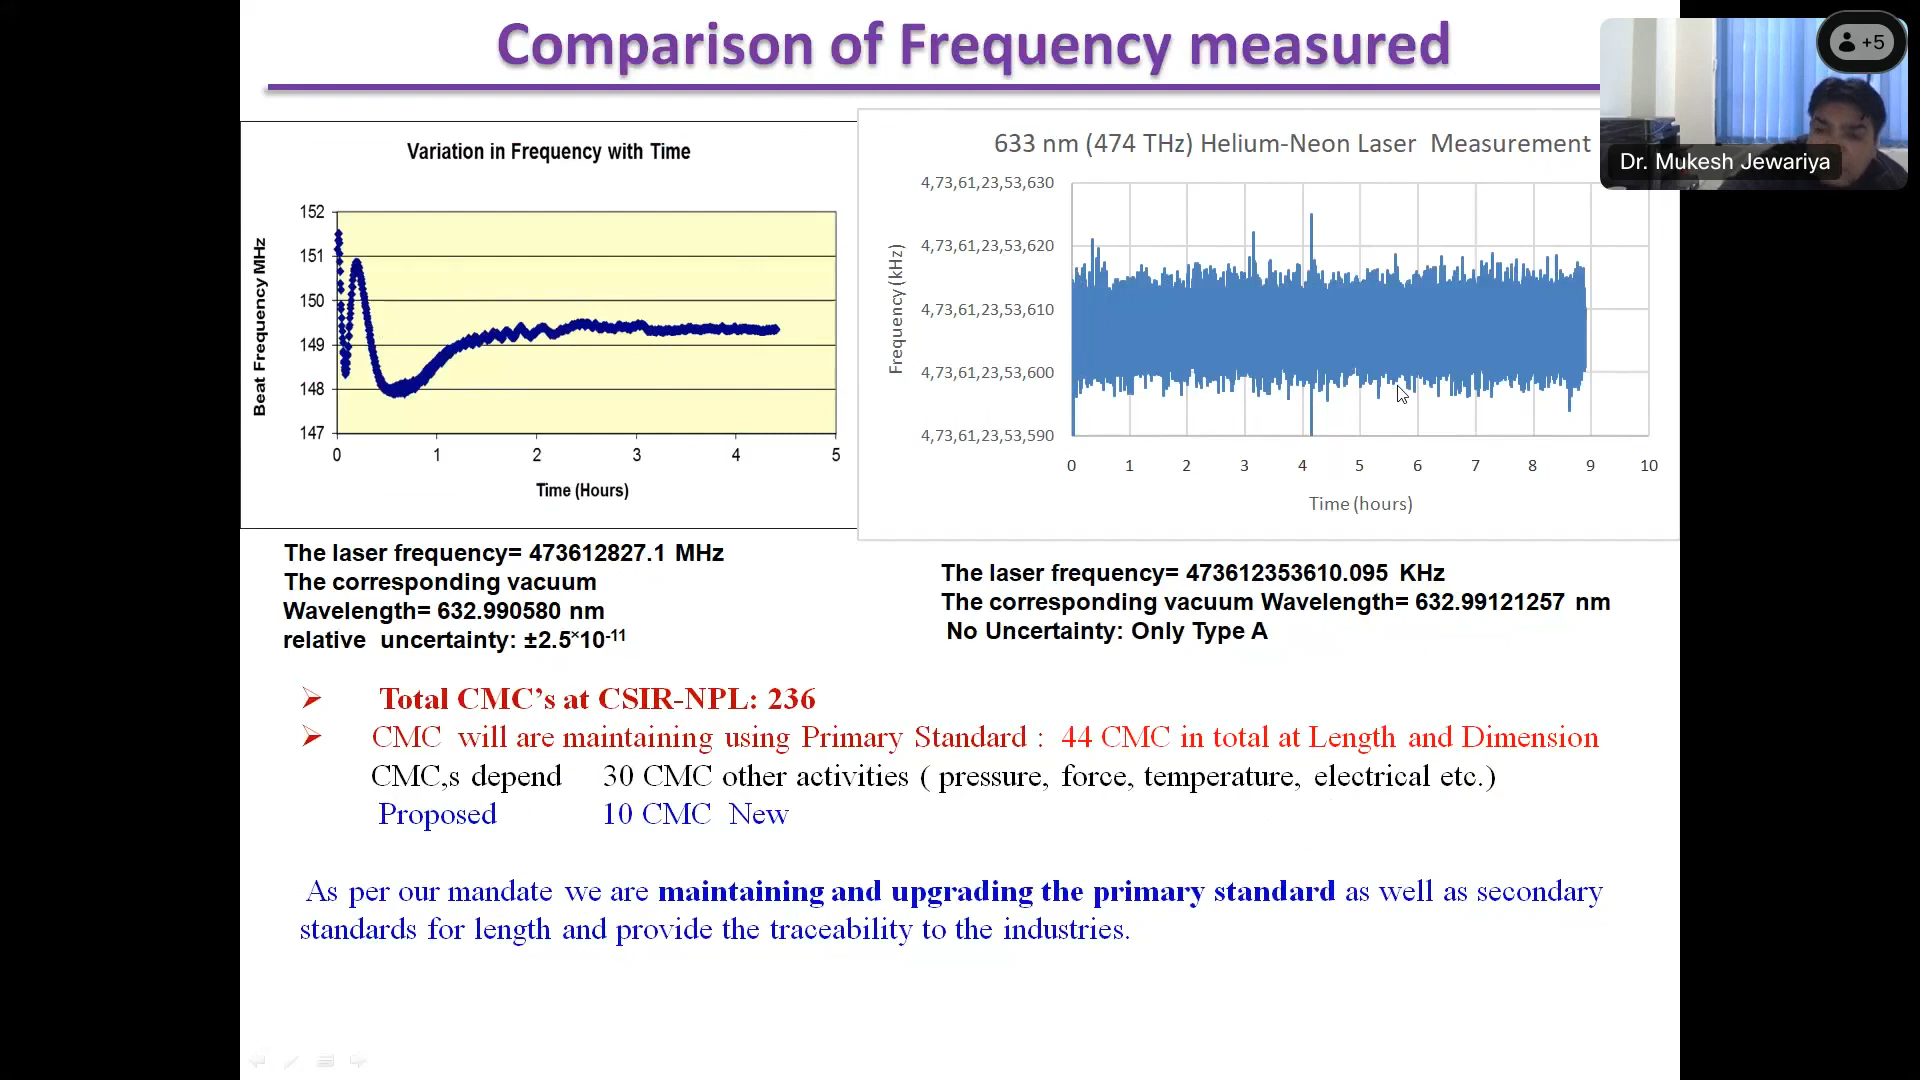 Comparison of Frequency measured
+5
Dr. Mukesh Jewariya
Variation in Frequency with Time
152
151
150
149
148
147
Beat Frequency MHz
0 1 2 3 4 5
Time (Hours)
633 nm (474 THz) Helium-Neon Laser Measurement
4,73,61,23,53,630
4,73,61,23,53,620
4,73,61,23,53,610
4,73,61,23,53,600
4,73,61,23,53,590
Frequency (kHz)
0 1 2 3 4 5 6 7 8 9 10
Time (hours)
The laser frequency= 473612827.1 MHz
The corresponding vacuum
Wavelength= 632.990580 nm
relative uncertainty: ±2.5×10-11
The laser frequency= 473612353610.095 KHz
The corresponding vacuum Wavelength= 632.99121257 nm
No Uncertainty: Only Type A
➢ Total CMC’s at CSIR-NPL: 236
➢ CMC will are maintaining using Primary Standard : 44 CMC in total at Length and Dimension
CMC,s depend 30 CMC other activities ( pressure, force, temperature, electrical etc.)
Proposed 10 CMC New
As per our mandate we are maintaining and upgrading the primary standard as well as secondary
standards for length and provide the traceability to the industries.